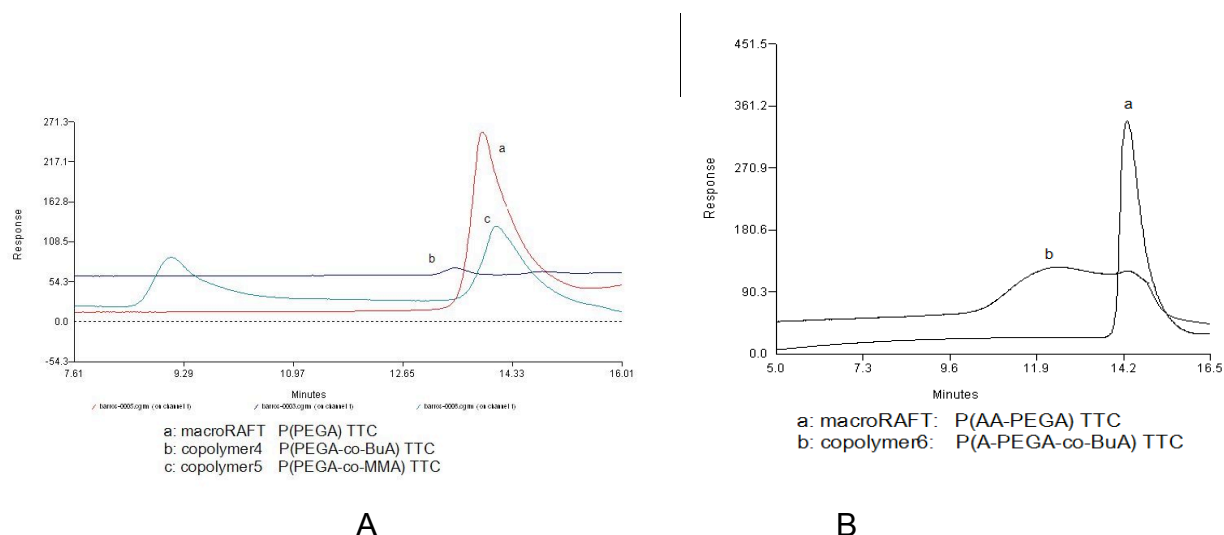 271.3
217.1
162.8
108.5
54.3
0.0
-54.3
7.61 9.29 10.97 12.65 14.33 16.01
Response
Minutes
a
b
c
a: macroRAFT P(PEGA) TTC
b: copolymer4 P(PEGA-co-BuA) TTC
c: copolymer5 P(PEGA-co-MMA) TTC
A
451.5
361.2
270.9
180.6
90.3
0.0
5.0 7.3 9.6 11.9 14.2 16.5
Response
Minutes
a
b
a: macroRAFT: P(AA-PEGA) TTC
b: copolymer6: P(A-PEGA-co-BuA) TTC
B